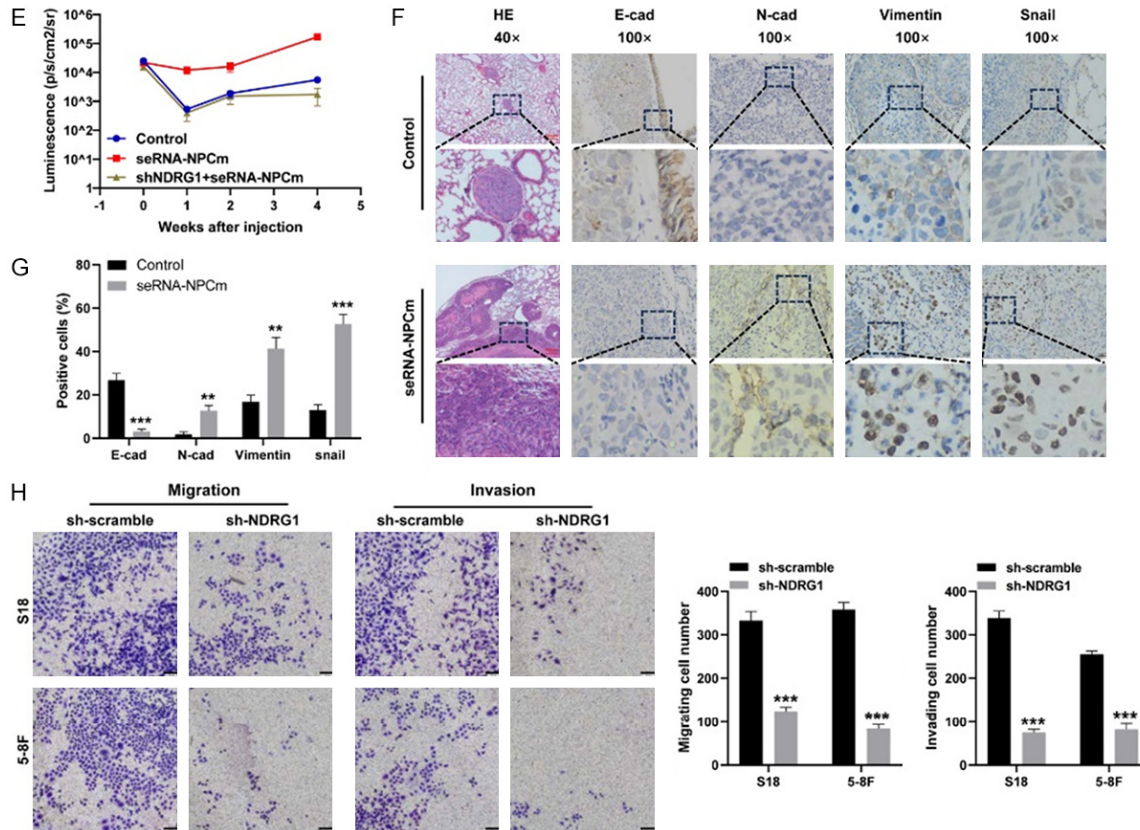 E
Luminescence (p/s/cm2/sr)
10^6
10^5
10^4
10^3
10^2
10^1
1
Control
seRNA-NPCm
shNDRG1+seRNA-NPCm
-1 0 1 2 3 4 5
Weeks after injection
F
HE E-cad N-cad Vimentin Snail
40× 100× 100× 100× 100×
Control
seRNA-NPCm
G
Control
seRNA-NPCm
Positive cells (%)
80
60
40
20
0
*** ** ** ***
E-cad N-cad Vimentin snail
H
Migration Invasion
sh-scramble sh-NDRG1 sh-scramble sh-NDRG1
S18
5-8F
sh-scramble
sh-NDRG1
Migrating cell number
400
300
200
100
0
*** ***
S18 5-8F
sh-scramble
sh-NDRG1
Invading cell number
400
300
200
100
0
*** ***
S18 5-8F